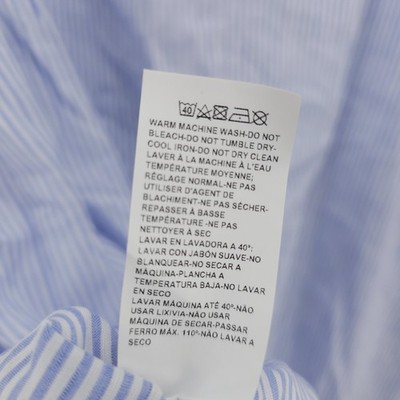 40
WARM MACHINE WASH-DO NOT
BLEACH-DO NOT TUMBLE DRY-
COOL IRON-DO NOT DRY CLEAN
LAVER À LA MACHINE À L'EAU
TEMPÉRATURE MOYENNE;
RÉGLAGE NORMAL-NE PAS
UTILISER D'AGENT DE
BLACHIMENT-NE PAS SÈCHER-
REPASSER À BASSE
TEMPÉRATURE -NE PAS
NETTOYER À SEC
LAVAR EN LAVADORA A 40º:
LAVAR CON JABÓN SUAVE-NO
BLANQUEAR-NO SECAR A
MÁQUINA-PLANCHA A
TEMPERATURA BAJA-NO LAVAR
EN SECO
LAVAR MÁQUINA ATÉ 40º-NÃO
USAR LIXIVIA-NÃO USAR
MÁQUINA DE SECAR-PASSAR
FERRO MÁX. 110º-NÃO LAVAR A
SECO